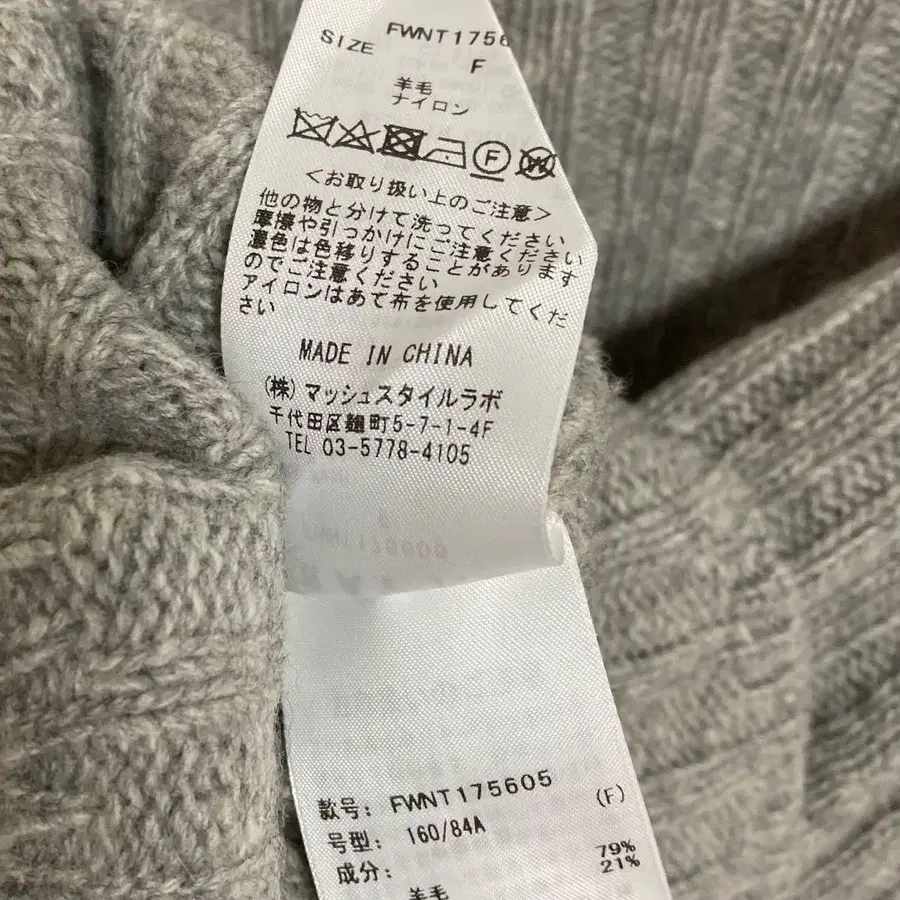 FWNT1756
SIZE F
羊毛
ナイロン
F
W
<お取り扱い上のご注意>
他の物と分けて洗ってください
摩擦や引っかけにご注意ください
濃色は色移りすることがあります
のでご注意ください
アイロンはあて布を使用してくだ
さい
MADE IN CHINA
(株)マッシュスタイルラボ
千代田区麹町5-7-1-4F
TEL 03-5778-4105
款号: FWNT175605
号型: 160/84A (F)
成分: 79%
21%
羊毛